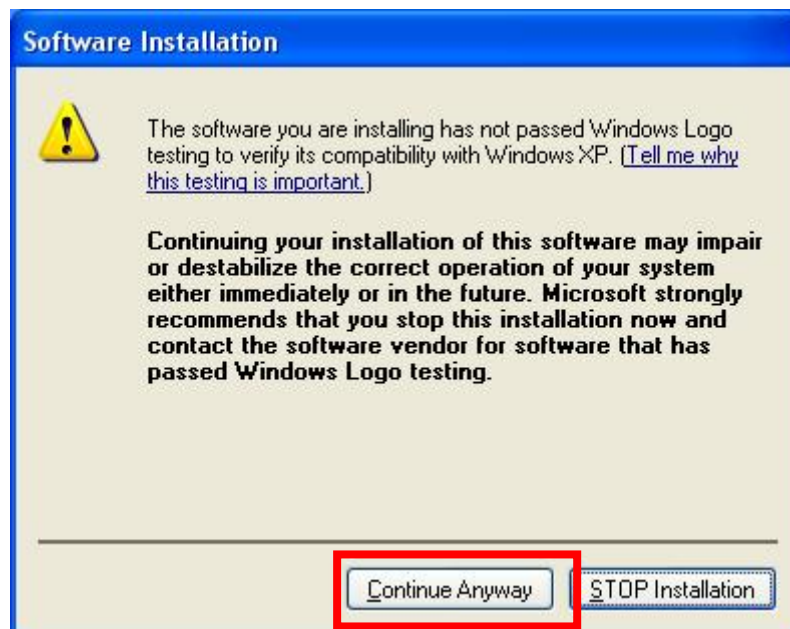 Software Installation
The software you are installing has not passed Windows Logo
testing to verify its compatibility with Windows XP. (Tell me why
this testing is important.)
Continuing your installation of this software may impair
or destabilize the correct operation of your system
either immediately or in the future. Microsoft strongly
recommends that you stop this installation now and
contact the software vendor for software that has
passed Windows Logo testing.
Continue Anyway STOP Installation